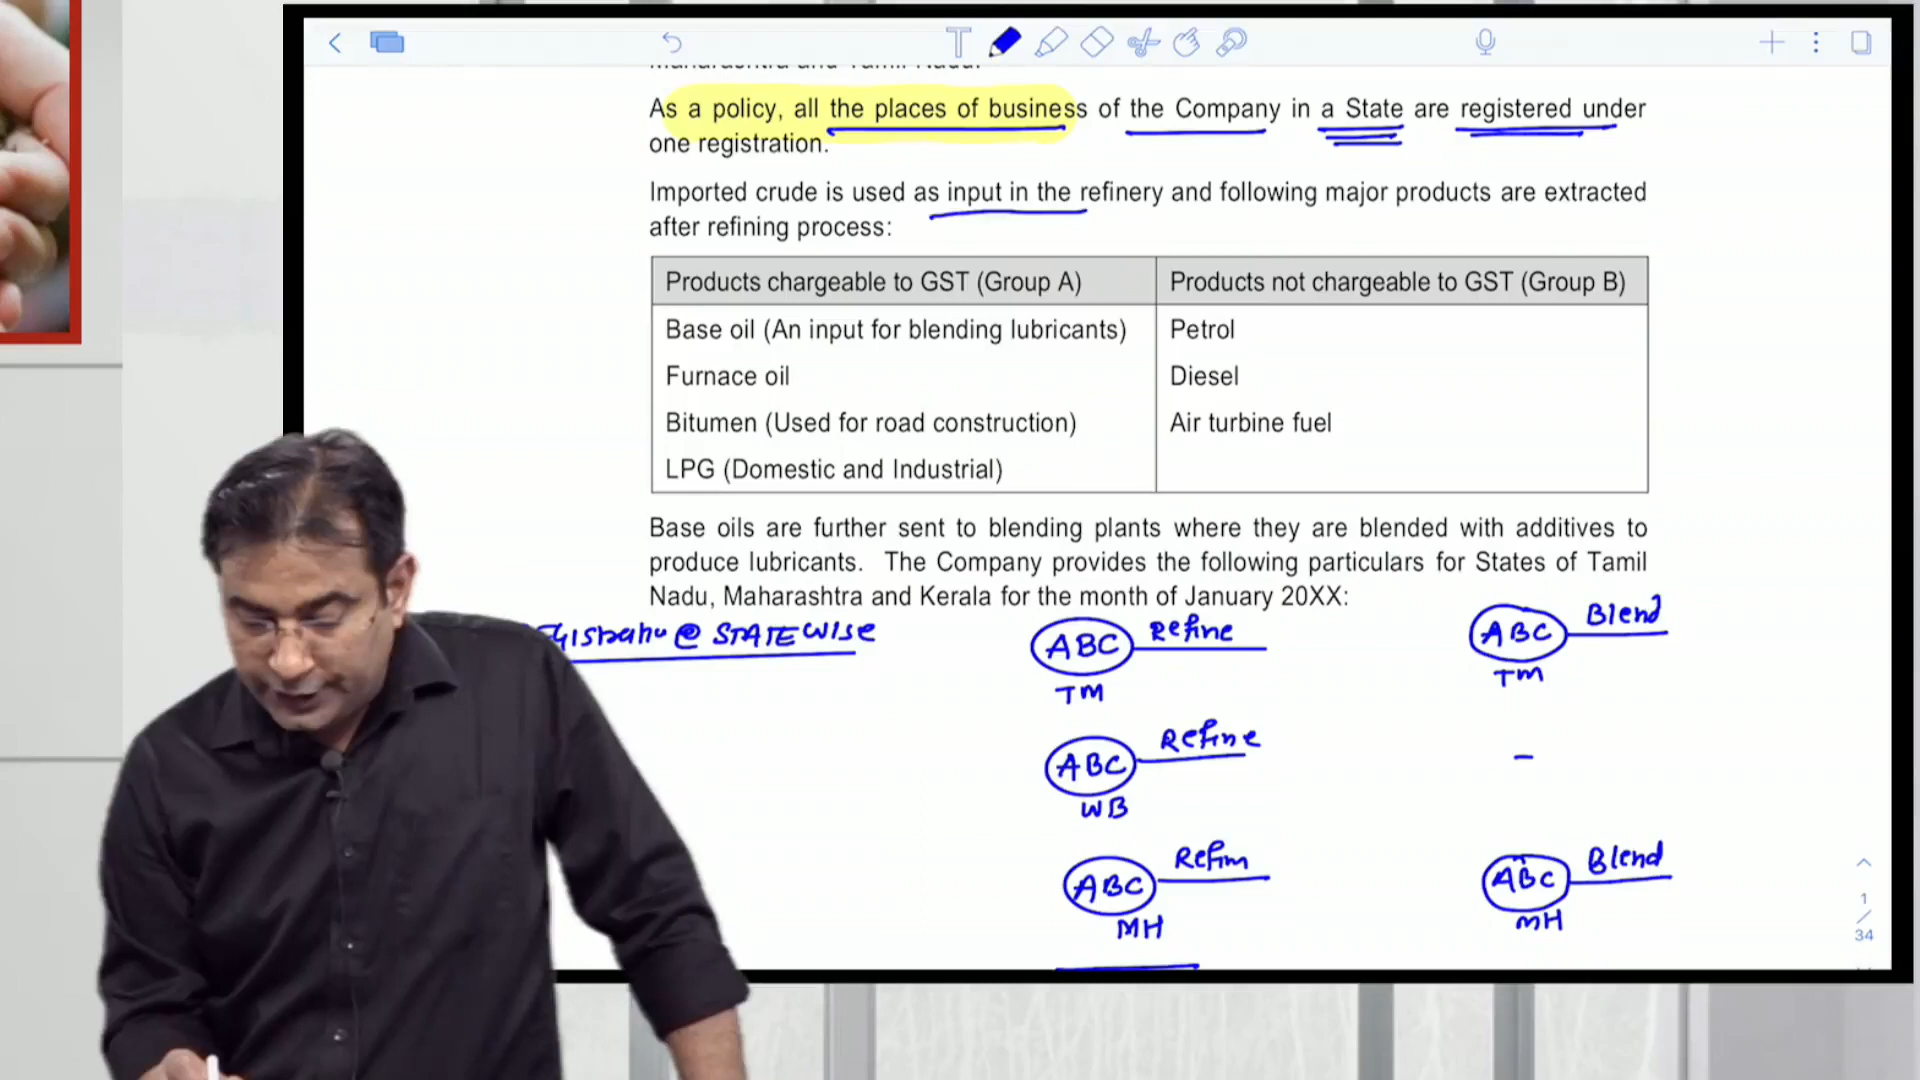 As a policy, all the places of business of the Company in a State are registered under
one registration.
Imported crude is used as input in the refinery and following major products are extracted
after refining process:
Products chargeable to GST (Group A) Products not chargeable to GST (Group B)
Base oil (An input for blending lubricants) Petrol
Furnace oil Diesel
Bitumen (Used for road construction) Air turbine fuel
LPG (Domestic and Industrial)
Base oils are further sent to blending plants where they are blended with additives to
produce lubricants. The Company provides the following particulars for States of Tamil
Nadu, Maharashtra and Kerala for the month of January 20XX:
@ STATEWISE ABC Refine ABC Blend
TM TM
ABC Refine -
WB
ABC Refin ABC Blend
MH MH
1
/
34